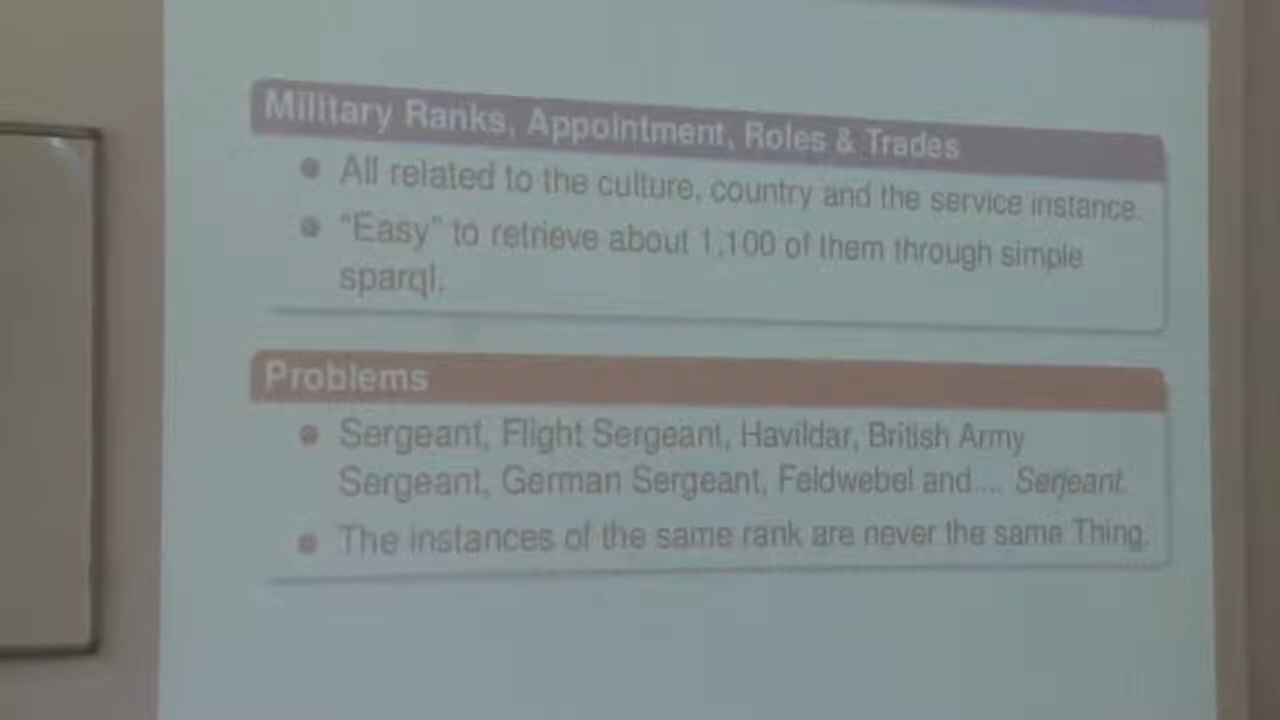 Military Ranks, Appointment, Roles & Trades
● All related to the culture, country and the service instance.
● “Easy” to retrieve about 1,100 of them through simple
sparql.
Problems
● Sergeant, Flight Sergeant, Havildar, British Army
Sergeant, German Sergeant, Feldwebel and ... Serjeant.
● The instances of the same rank are never the same Thing.